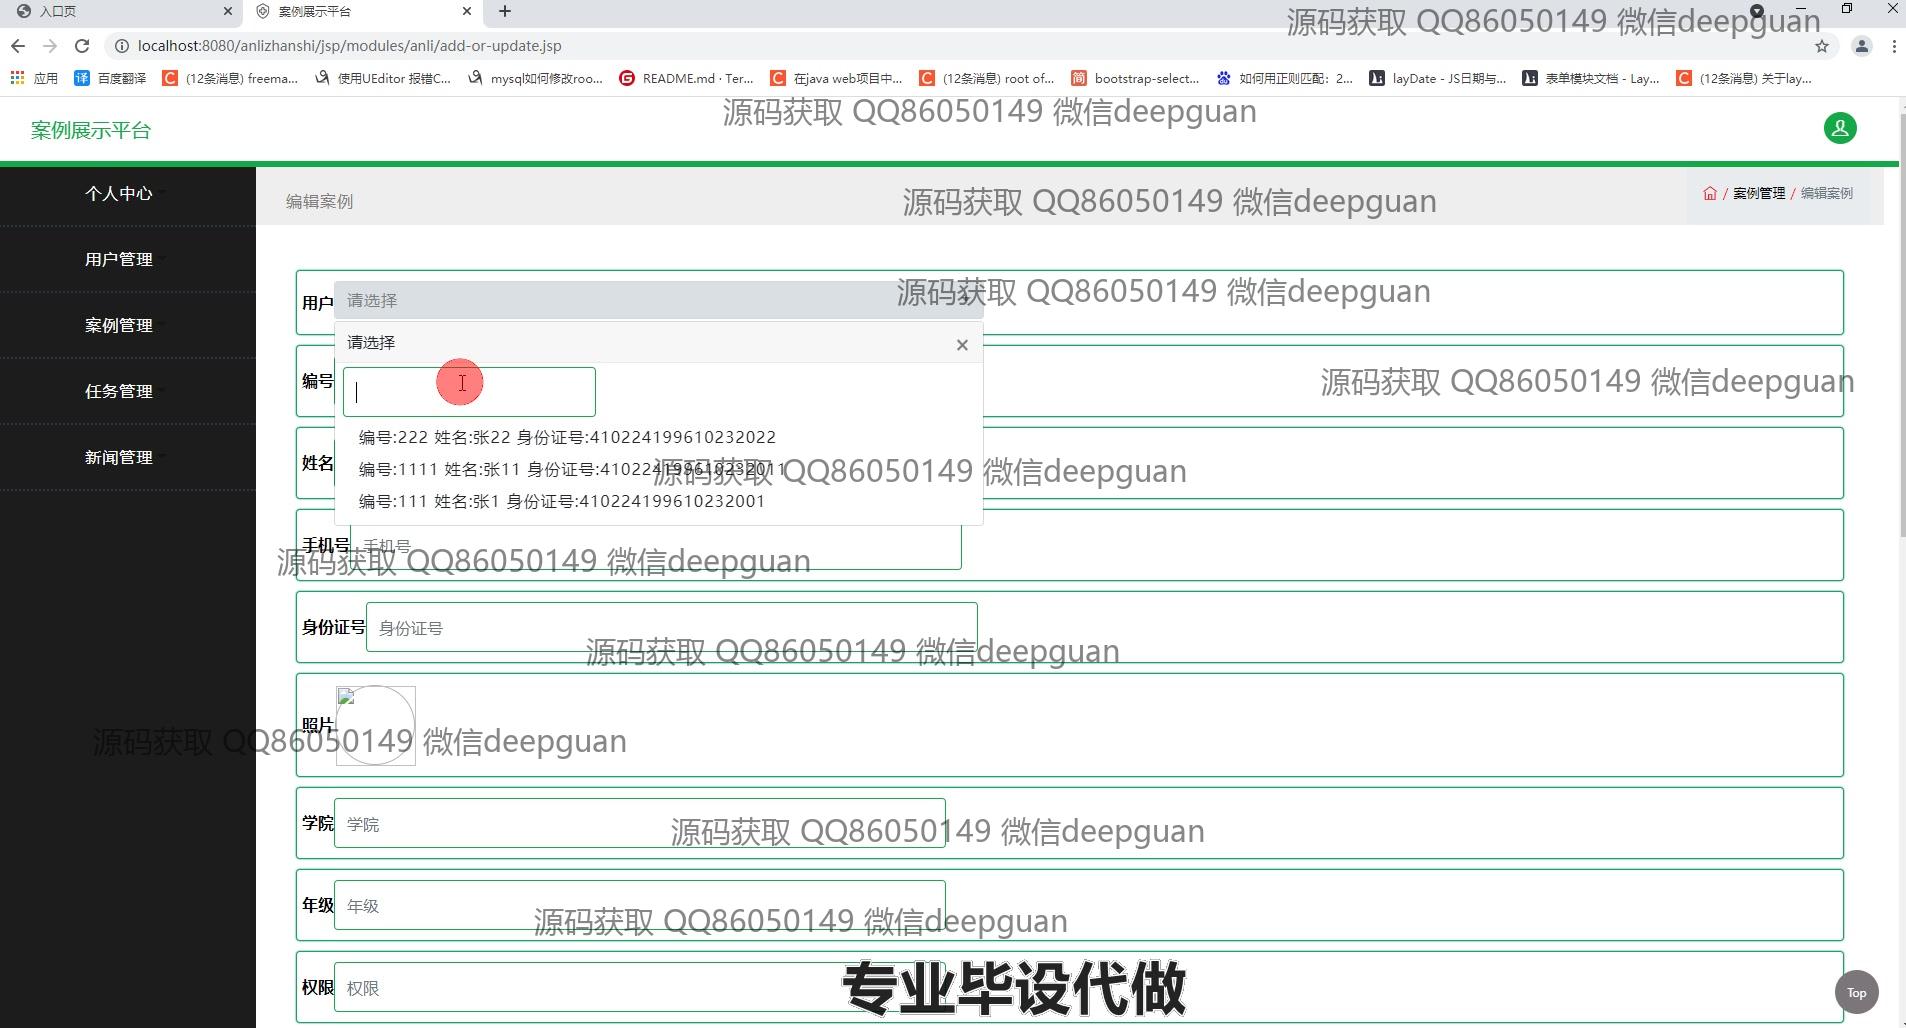 入口页
案例展示平台
源码获取 QQ86050149 微信deepguan
localhost:8080/anlizhanshi/jsp/modules/anli/add-or-update.jsp
应用
译 百度翻译
C (12条消息) freema...
使用UEditor 报错C...
mysql如何修改roo...
G README.md · Ter...
C 在java web项目中...
C (12条消息) root of...
简 bootstrap-select...
如何用正则匹配：2...
layDate - JS日期与...
表单模块文档 - Lay...
C (12条消息) 关于lay...
源码获取 QQ86050149 微信deepguan
案例展示平台
个人中心
用户管理
案例管理
任务管理
新闻管理
编辑案例
源码获取 QQ86050149 微信deepguan
/ 案例管理 / 编辑案例
用户 请选择
源码获取 QQ86050149 微信deepguan
请选择
×
编号
源码获取 QQ86050149 微信deepguan
编号:222 姓名:张22 身份证号:410224199610232022
姓名
编号:1111 姓名:张11 身份证号:410224199610232011
源码获取 QQ86050149 微信deepguan
编号:111 姓名:张1 身份证号:410224199610232001
手机号 手机号
源码获取 QQ86050149 微信deepguan
身份证号 身份证号
源码获取 QQ86050149 微信deepguan
照片
源码获取 QQ86050149 微信deepguan
学院 学院
源码获取 QQ86050149 微信deepguan
年级 年级
源码获取 QQ86050149 微信deepguan
权限 权限
专业毕设代做
Top